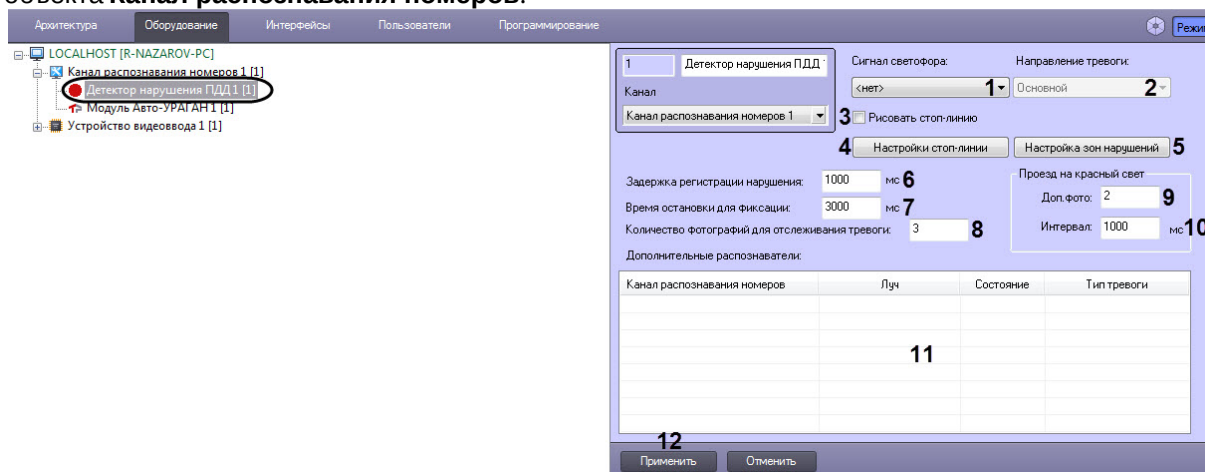 объекта Канал распознавания номеров.
Архитектура Оборудование Интерфейсы Пользователи Программирование
LOCALHOST [R-NAZAROV-PC]
Канал распознавания номеров 1 [1]
Детектор нарушения ПДД 1 [1]
Модуль Авто-УРАГАН 1 [1]
Устройство видеоввода 1 [1]
1 Детектор нарушения ПДД
Сигнал светофора: Направление тревоги:
Канал
<нет> 1 Основной 2
Канал распознавания номеров 1
3 Рисовать стоп-линию
4 Настройки стоп-линии Настройка зон нарушений 5
Задержка регистрации нарушения: 1000 мс 6
Проезд на красный свет
Доп.фото: 2 9
Время остановки для фиксации: 3000 мс 7
Количество фотографий для отслеживания тревоги: 3 8
Интервал: 1000 мс 10
Дополнительные распознаватели:
Канал распознавания номеров Луч Состояние Тип тревоги
11
12
Применить Отменить